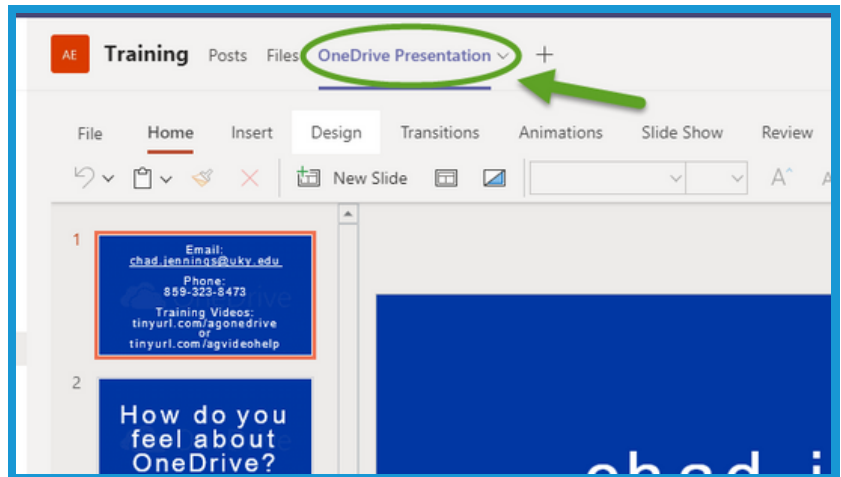 AE Training Posts Files OneDrive Presentation
File Home Insert Design Transitions Animations Slide Show Review
New Slide A A
1
Email:
chad.jennings@uky.edu
Phone:
859-323-8473
Training Videos:
tinyurl.com/agonedrive
or
tinyurl.com/agvideohelp
2
How do you
feel about
OneDrive?